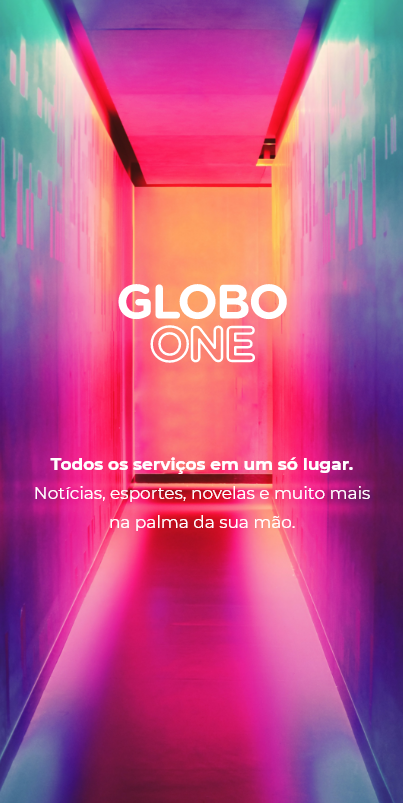 GLOBO
ONE
Todos os serviços em um só lugar.
Notícias, esportes, novelas e muito mais
na palma da sua mão.